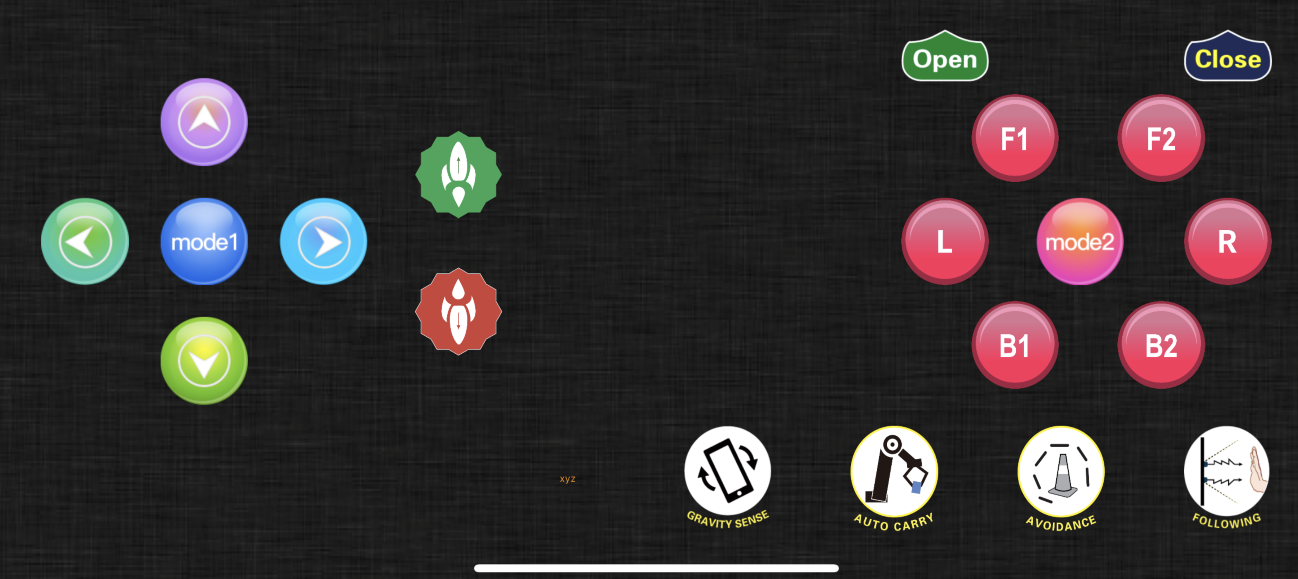 Open
Close
F1
F2
mode1
L
mode2
R
B1
B2
xyz
GRAVITY SENSE
AUTO CARRY
AVOIDANCE
FOLLOWING